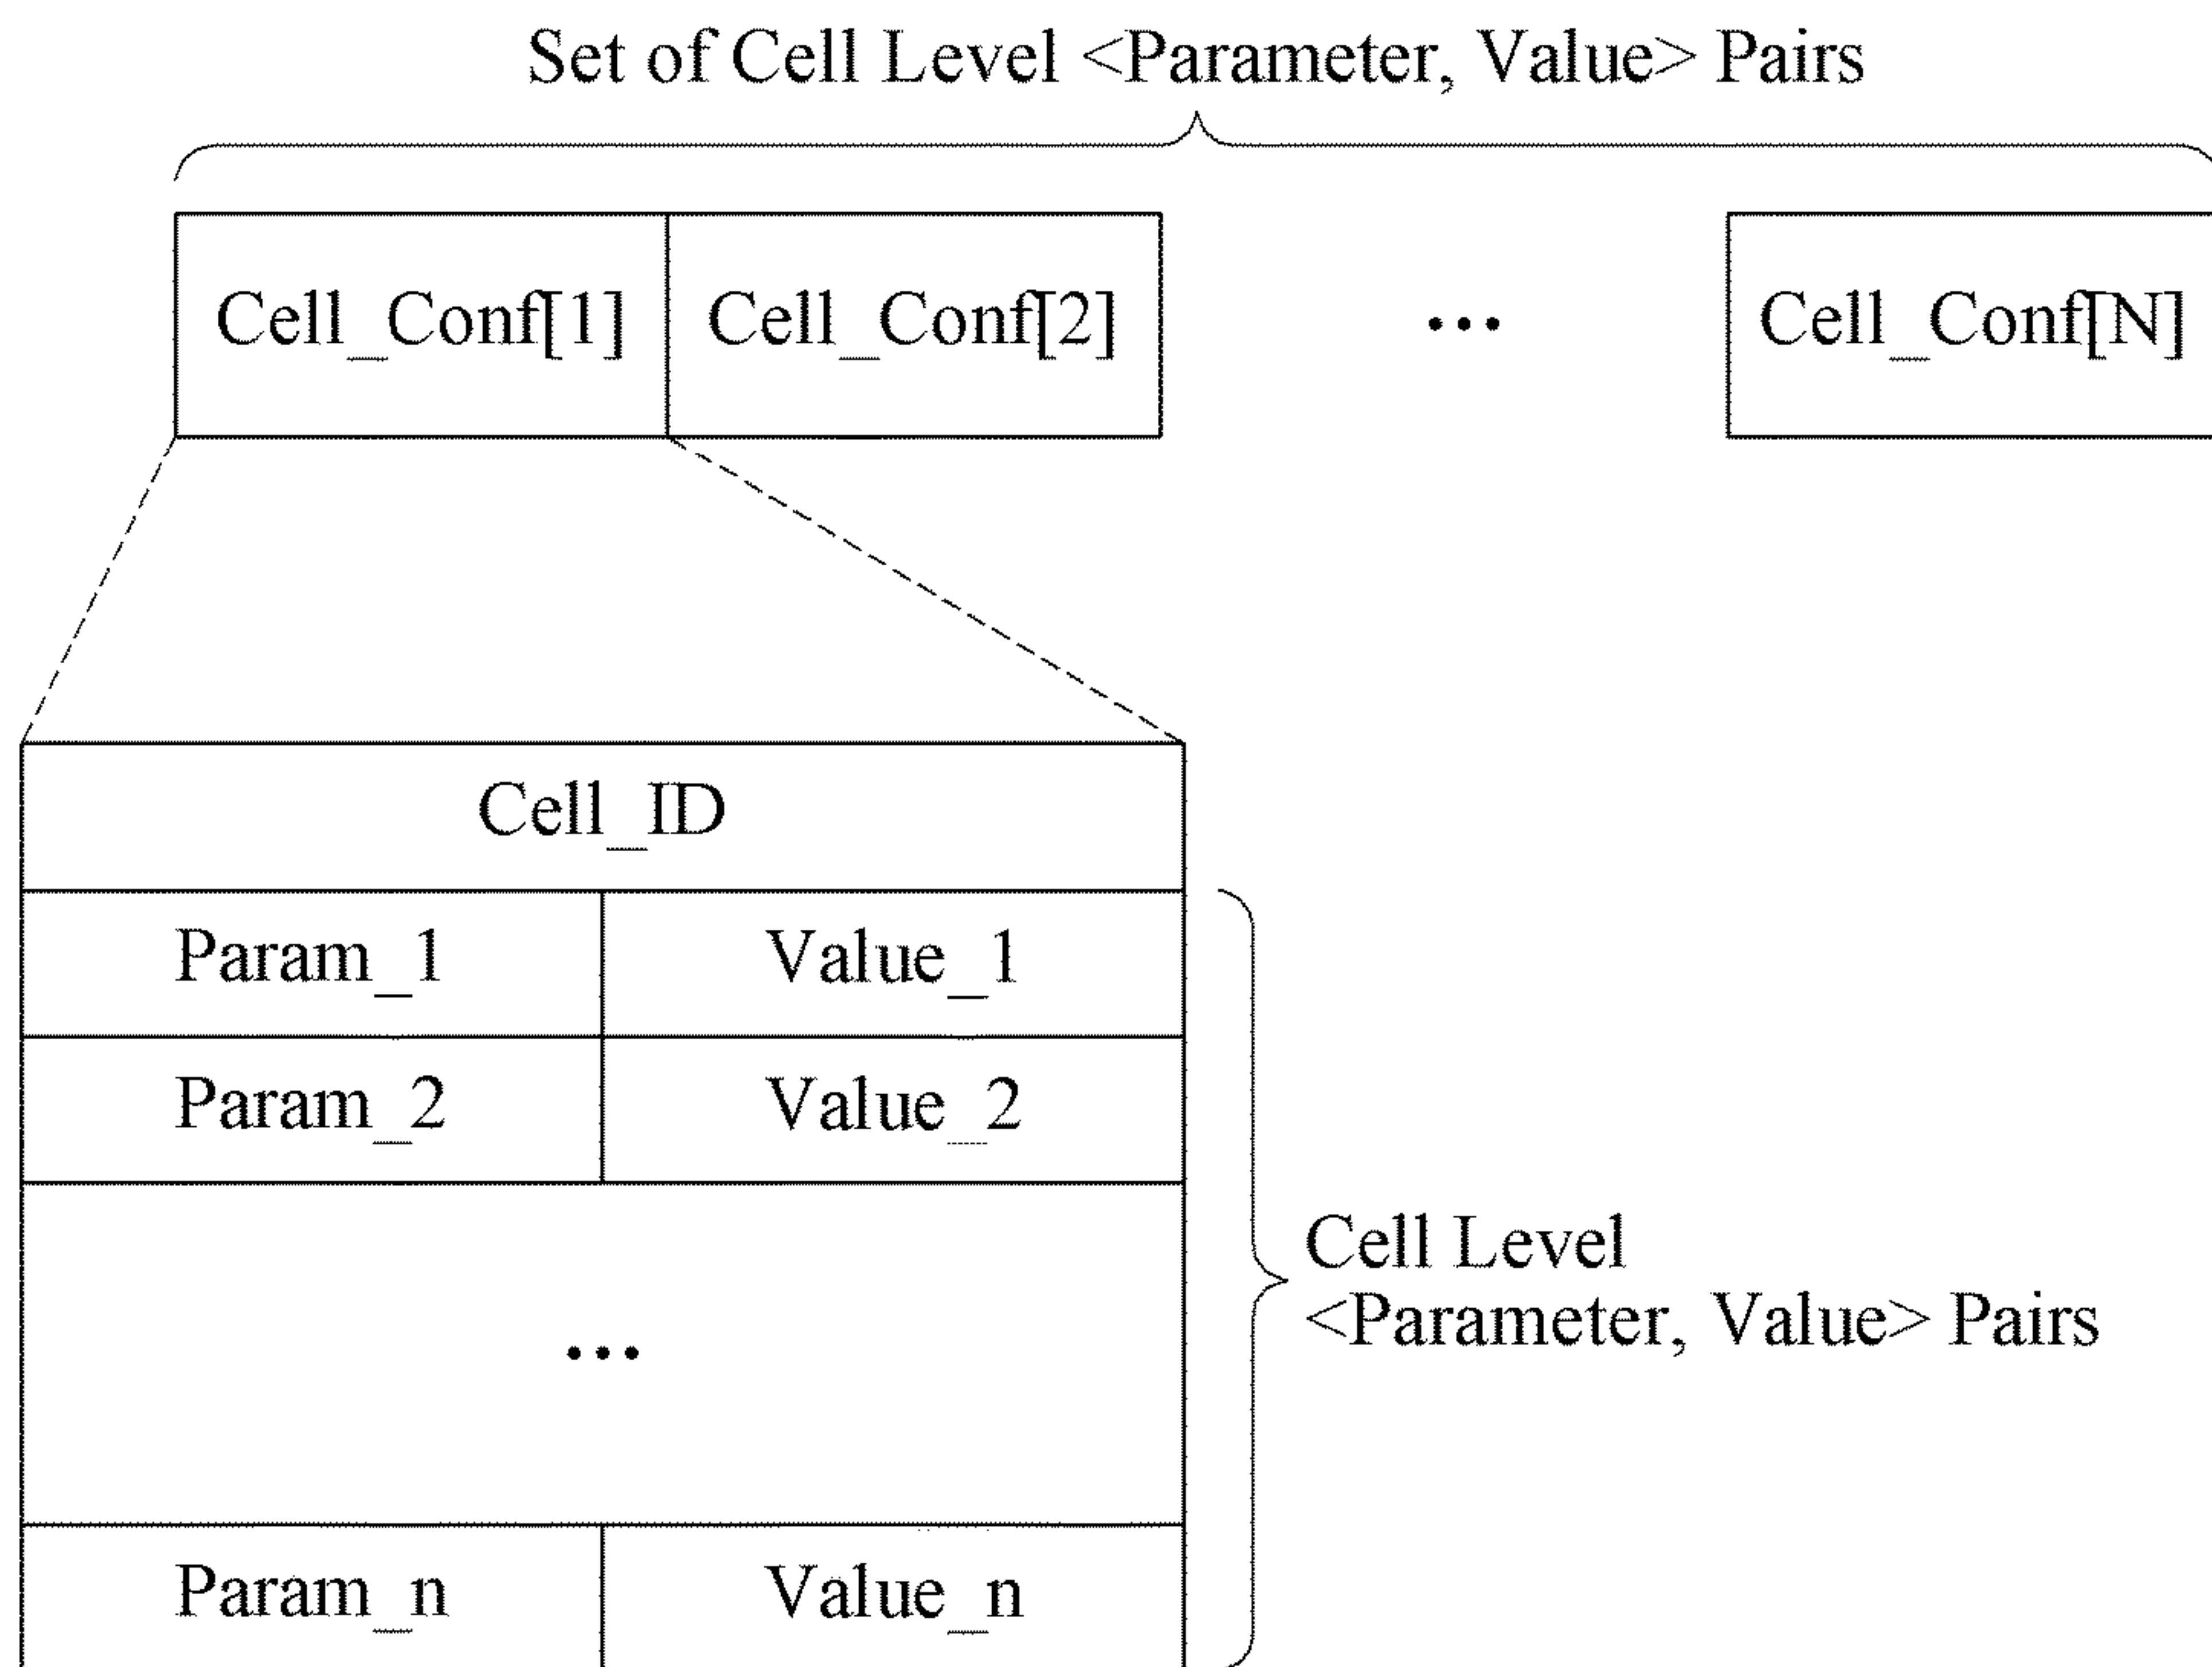 Set of Cell Level <Parameter, Value> Pairs
Cell_Conf[1] Cell_Conf[2] ... Cell_Conf[N]
Cell_ID
Param_1 Value_1
Param_2 Value_2
...
Cell Level
<Parameter, Value> Pairs
Param_n Value_n